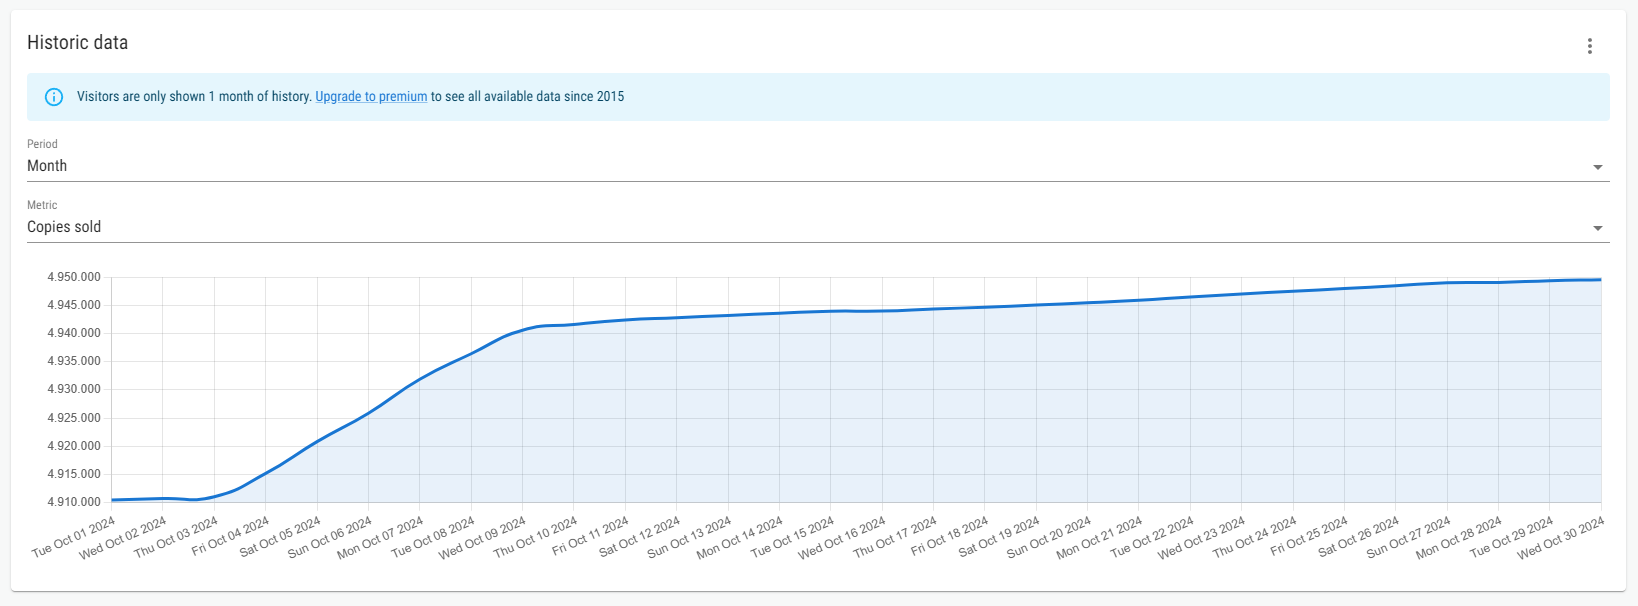 Historic data
Visitors are only shown 1 month of history. Upgrade to premium to see all available data since 2015
Period
Month
Metric
Copies sold
4.950.000
4.945.000
4.940.000
4.935.000
4.930.000
4.925.000
4.920.000
4.915.000
4.910.000
Tue Oct 01 2024
Wed Oct 02 2024
Thu Oct 03 2024
Fri Oct 04 2024
Sat Oct 05 2024
Sun Oct 06 2024
Mon Oct 07 2024
Tue Oct 08 2024
Wed Oct 09 2024
Thu Oct 10 2024
Fri Oct 11 2024
Sat Oct 12 2024
Sun Oct 13 2024
Mon Oct 14 2024
Tue Oct 15 2024
Wed Oct 16 2024
Thu Oct 17 2024
Fri Oct 18 2024
Sat Oct 19 2024
Sun Oct 20 2024
Mon Oct 21 2024
Tue Oct 22 2024
Wed Oct 23 2024
Thu Oct 24 2024
Fri Oct 25 2024
Sat Oct 26 2024
Sun Oct 27 2024
Mon Oct 28 2024
Tue Oct 29 2024
Wed Oct 30 2024